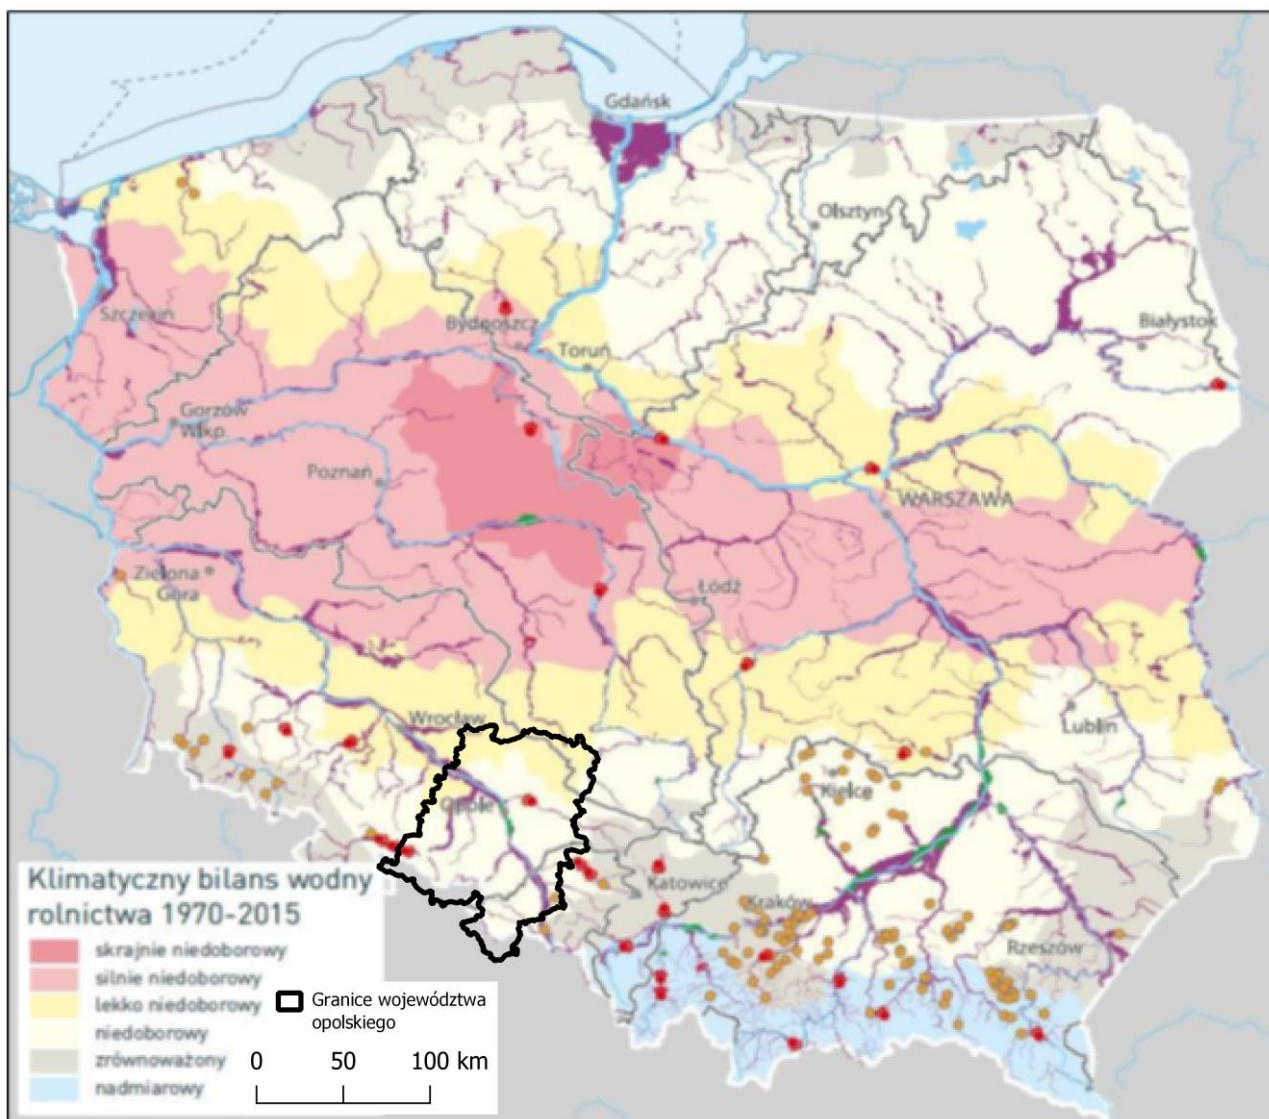 Gdańsk
Olsztyn
Szczecin
Bydgoszcz
Białystok
Toruń
Gorzów
Wlkp.
Poznań
WARSZAWA
Zielona
Góra
Łódź
Wrocław
Lublin
Opole
Kielce
Katowice
Kraków
Rzeszów
Klimatyczny bilans wodny
rolnictwa 1970-2015
skrajnie niedoborowy
silnie niedoborowy
lekko niedoborowy
niedoborowy
zrównoważony
nadmiarowy
Granice województwa
opolskiego
0 50 100 km